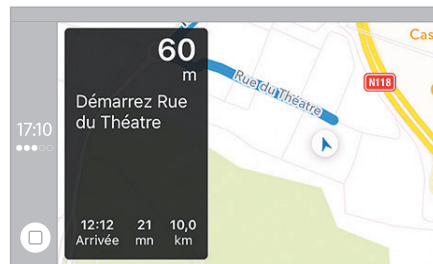 60
m
Démarrez Rue
du Théatre
17:10
12:12 21 10,0
Arrivée mn km
Rue du Théatre
N118
Cas